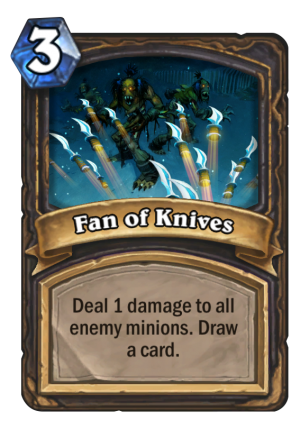 3
Fan of Knives
Deal 1 damage to all
enemy minions. Draw
a card.